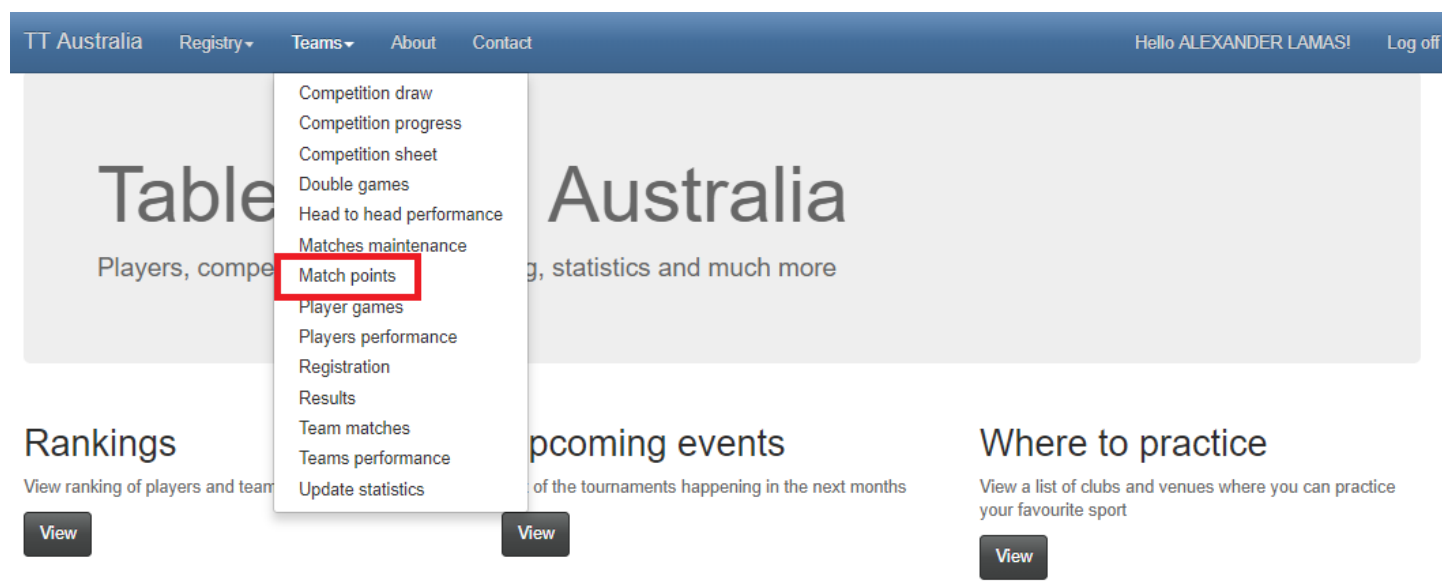 TT Australia Registry Teams About Contact Hello ALEXANDER LAMAS! Log off
Competition draw
Competition progress
Competition sheet
Double games
Head to head performance
Matches maintenance
Match points
Player games
Players performance
Registration
Results
Team matches
Teams performance
Update statistics
Table Australia
Players, compe g, statistics and much more
Rankings
View ranking of players and team
View
pcoming events
of the tournaments happening in the next months
View
Where to practice
View a list of clubs and venues where you can practice
your favourite sport
View